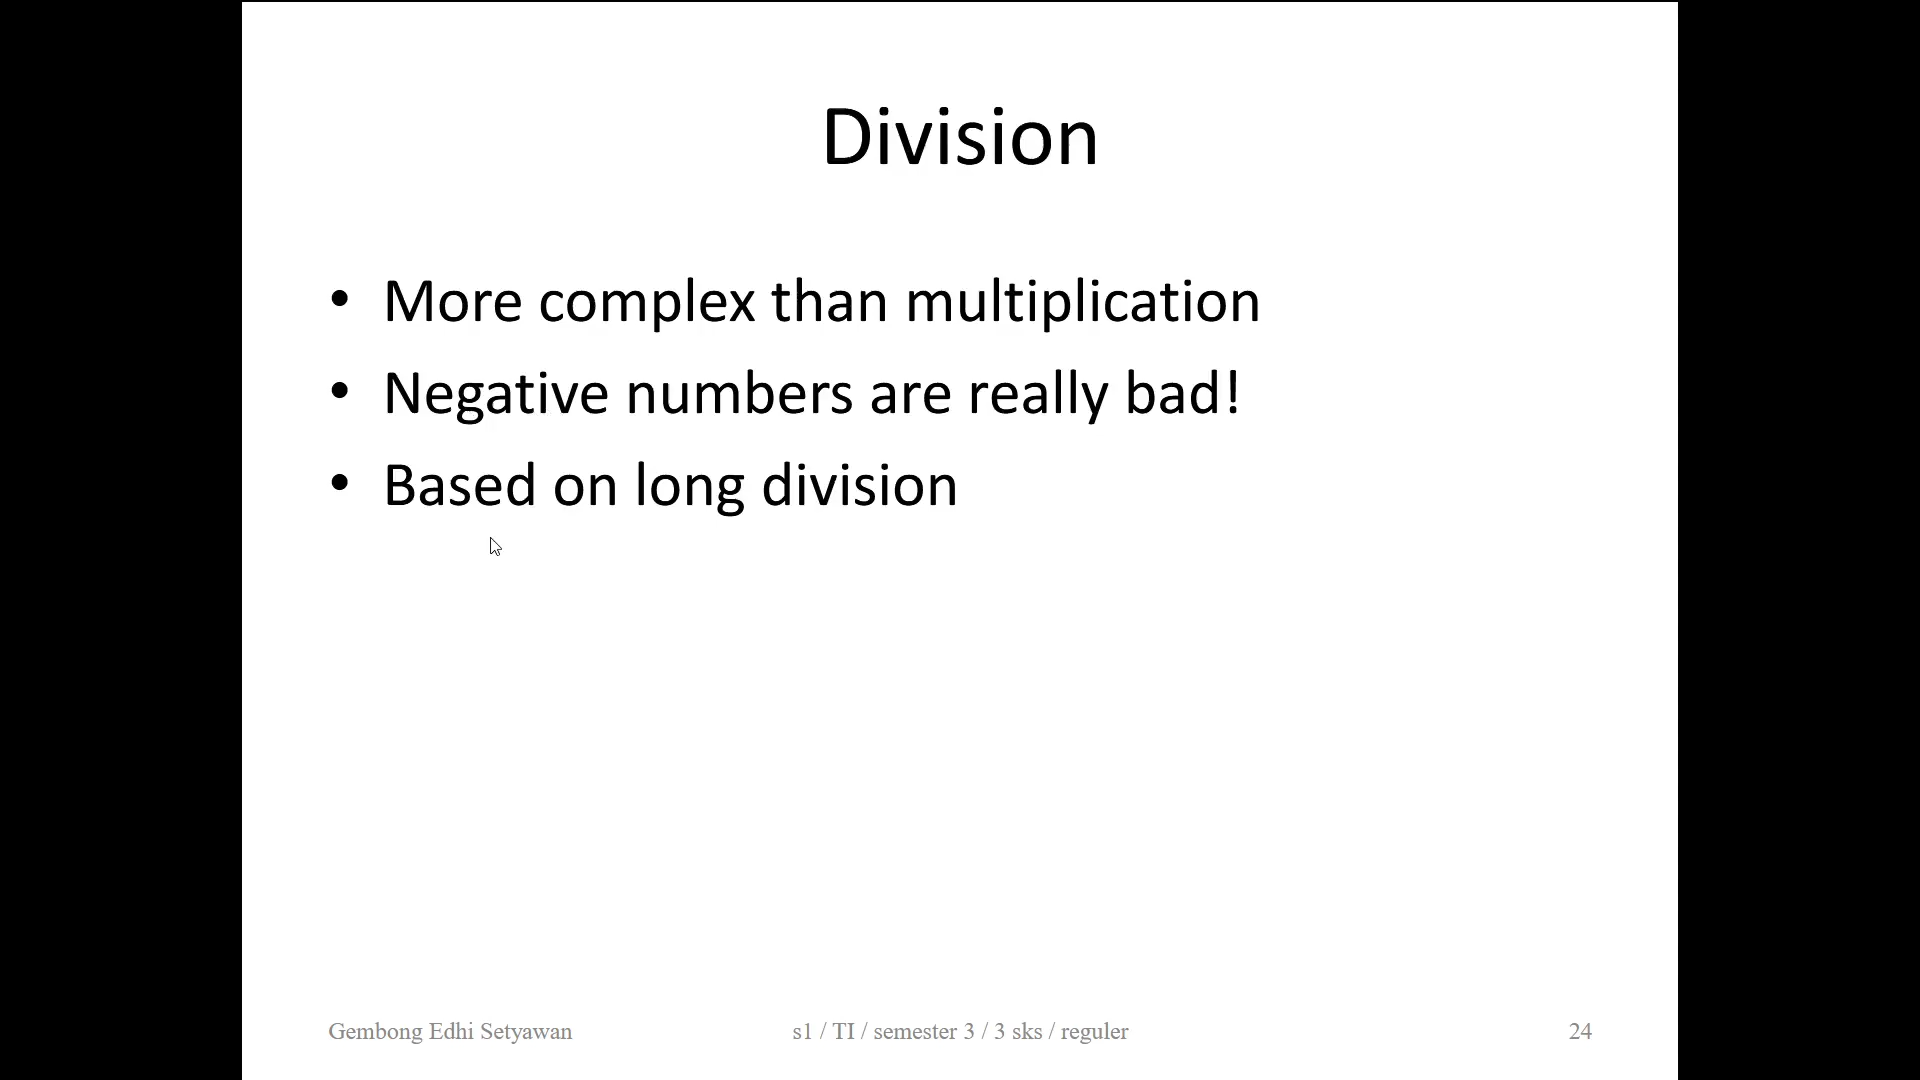 Division
• More complex than multiplication
• Negative numbers are really bad!
• Based on long division
Gembong Edhi Setyawan s1 / TI / semester 3 / 3 sks / reguler 24